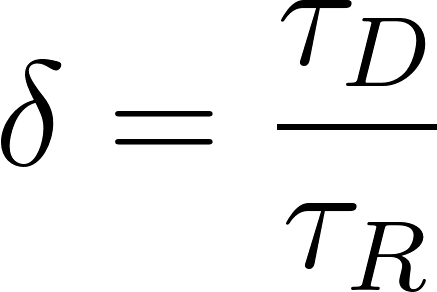 δ = τ_D / τ_R